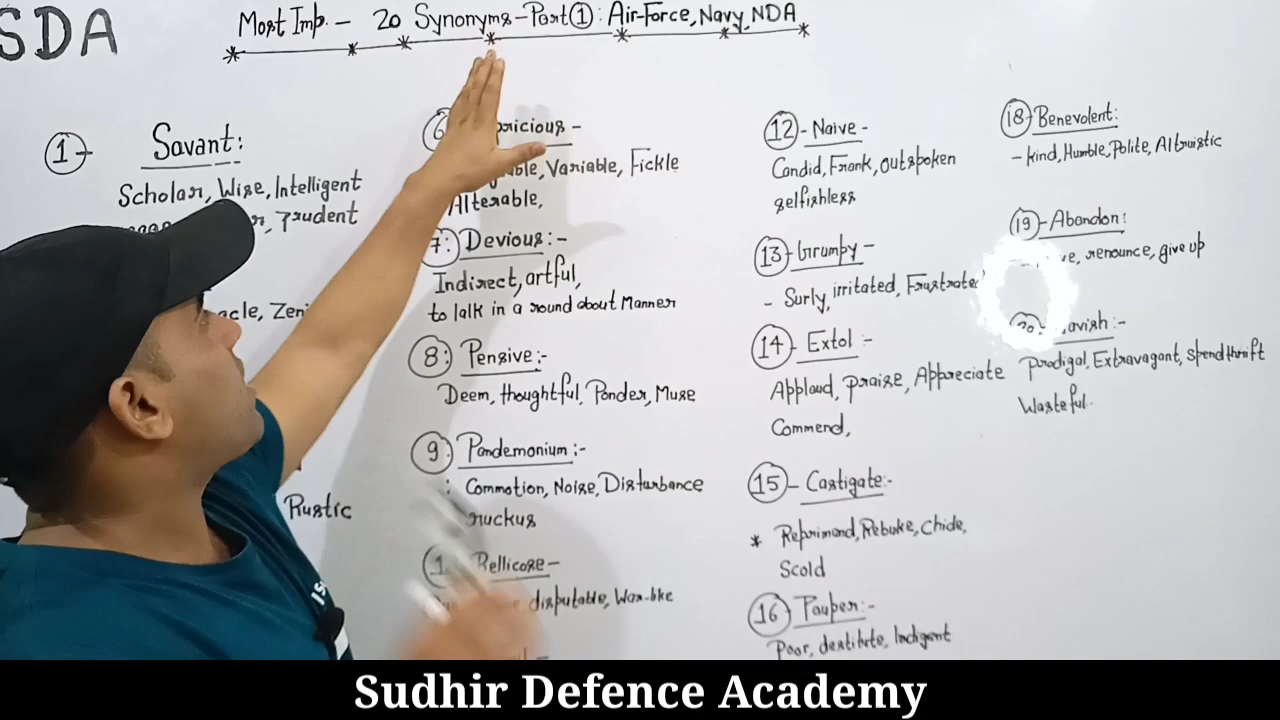 SDA
Most Imp. - 20 Synonyms - Part ① : Air-Force, Navy, NDA
① - Savant:
Scholar, Wise, Intelligent
Prudent
Rustic
Alterable,
Variable, Fickle
7: Devious :-
Indirect, artful,
to talk in a round about Manner
8: Pensive :-
Deem, thoughtful, Ponder, Muse
9 Pandemonium :-
: Commotion, Noise, Disturbance
ruckus
Bellicose -
disputable, War-like
12 - Naive -
Candid, Frank, outspoken
selfishless
13 - Grumpy -
- Surly, irritated, Frustrated
14 - Extol :-
Applaud, praise, Appreciate
Commend,
15 - Castigate :-
* Reprimand, Rebuke, Chide,
Scold
16 Pauper :-
Poor, destitute, Indigent
18 Benevolent:
- kind, Humble, Polite, Altruistic
19 - Abandon:
renounce, give up
Prodigal, Extravagant, spendthrift
Wasteful.
Sudhir Defence Academy